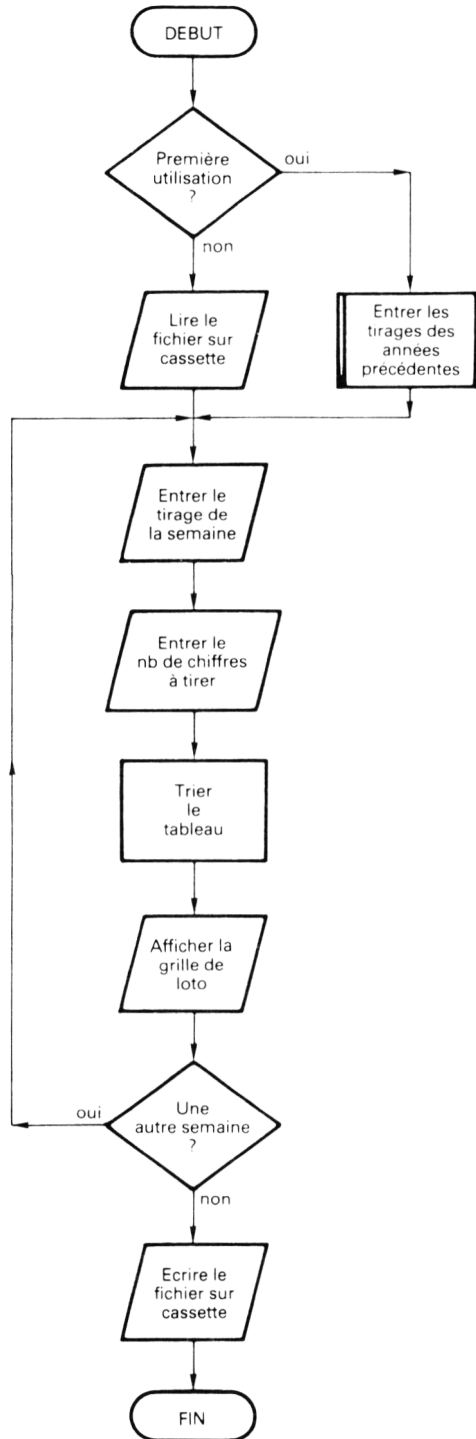 DEBUT
Première
utilisation
?
oui
non
Lire le
fichier sur
cassette
Entrer les
tirages des
années
précédentes
Entrer le
tirage de
la semaine
Entrer le
nb de chiffres
à tirer
Trier
le
tableau
Afficher la
grille de
loto
oui
Une
autre semaine
?
non
Ecrire le
fichier sur
cassette
FIN